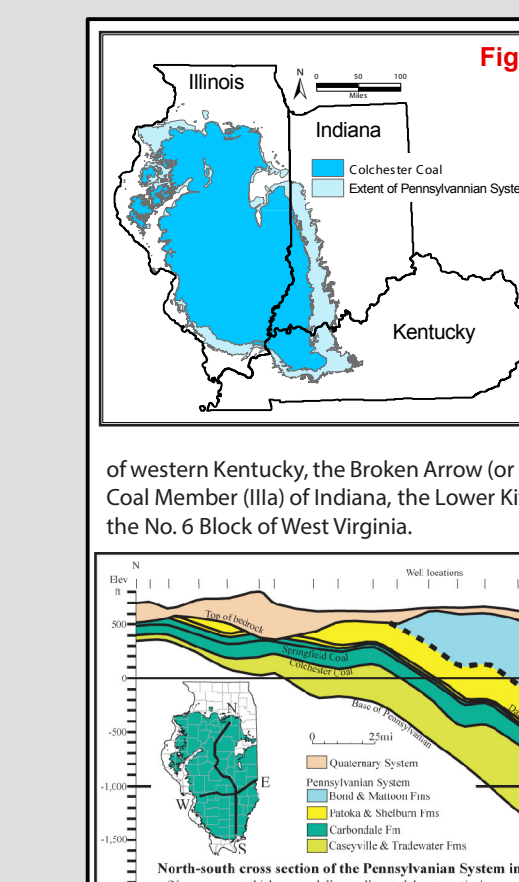 Fig
Illinois
N
0 50 100
Miles
Indiana
Colchester Coal
Extent of Pennsylvannian Syste
Kentucky
of western Kentucky, the Broken Arrow (or
Coal Member (IIIa) of Indiana, the Lower Ki
the No. 6 Block of West Virginia.
N
Elev
ft
Well locations
500
Top of bedrock
Springfield Coal
Colchester Coal
0
Base of Pennsylvanian
-500
0 25mi
N
Quaternary System
Pennsylvanian System
E
Bond & Mattoon Fms
-1,000
W
Patoka & Shelburn Fms
Carbondale Fm
-1,500
S
Caseyville & Tradewater Fms
North-south cross section of the Pennsylvanian System in